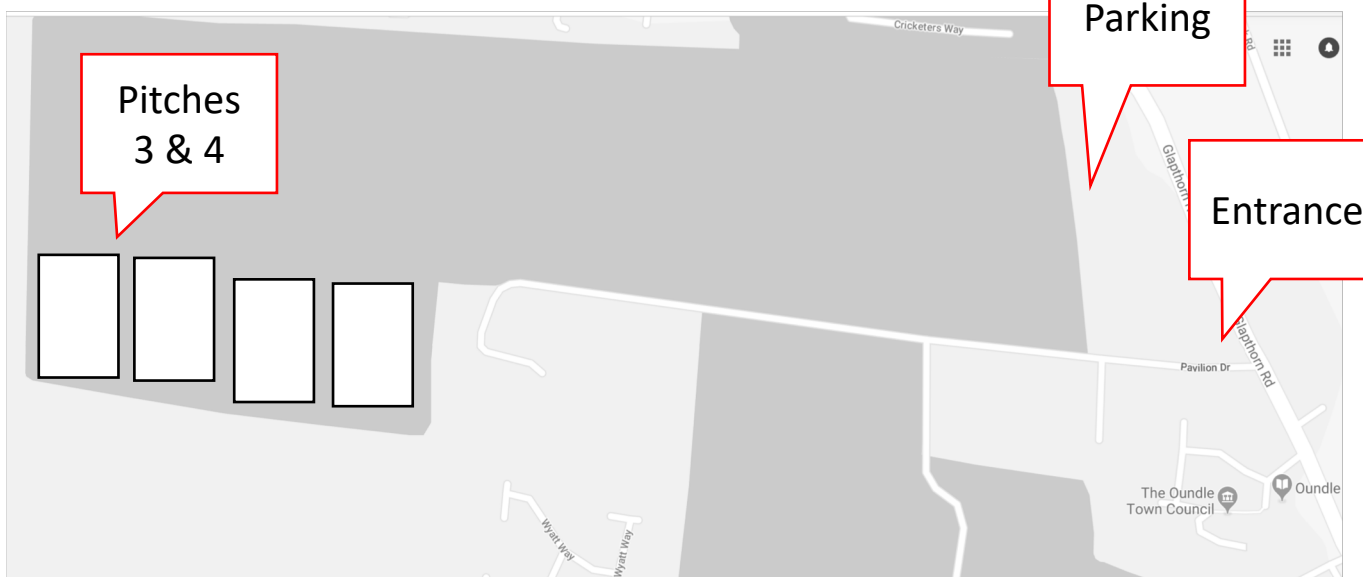 Parking
Cricketers Way
Rd
Pitches
3 & 4
Glapthorn R
Entrance
Glapthorn Rd
Pavilion Dr
The Oundle
Town Council
Oundle
Wyatt Way
Wyatt Way